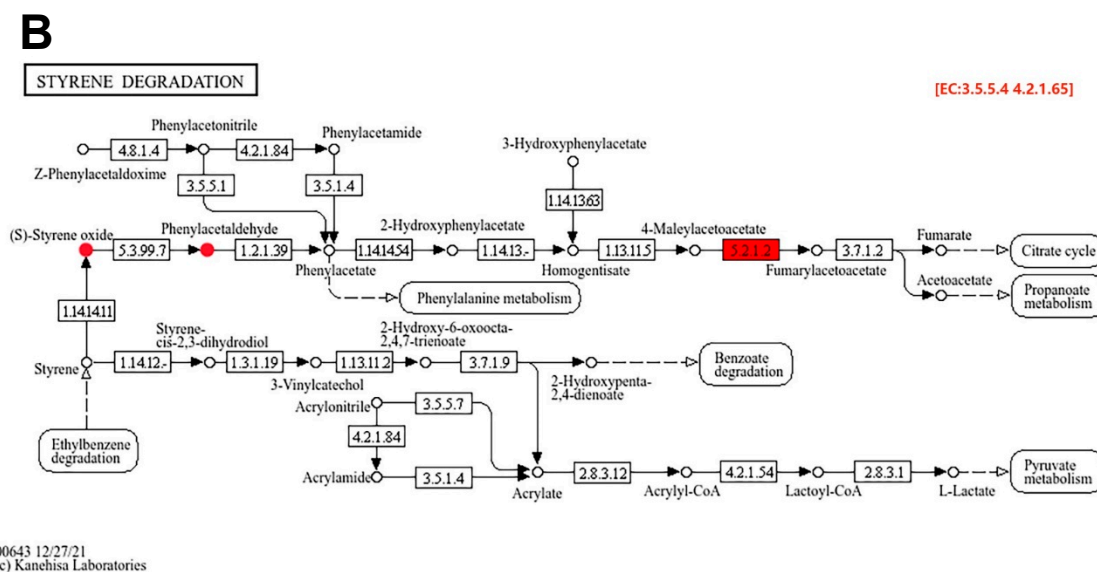 B
STYRENE DEGRADATION
[EC:3.5.5.4 4.2.1.65]
Phenylacetonitrile
Phenylacetamide
4.8.1.4
4.2.1.84
Z-Phenylacetaldoxime
3.5.5.1
3.5.1.4
3-Hydroxyphenylacetate
1.14.13.63
(S)-Styrene oxide
Phenylacetaldehyde
2-Hydroxyphenylacetate
4-Maleylacetoacetate
Fumarate
5.3.99.7
1.2.1.39
1.14.14.54
1.14.13.-
1.13.11.5
5.2.1.2
3.7.1.2
Citrate cycle
Phenylacetate
Homogentisate
Fumarylacetoacetate
Acetoacetate
Phenylalanine metabolism
Propanoate
metabolism
1.14.14.11
Styrene-
cis-2,3-dihydrodiol
2-Hydroxy-6-oxoocta-
2,4,7-trienoate
Styrene
1.14.12.-
1.3.1.19
1.13.11.2
3.7.1.9
Benzoate
degradation
3-Vinylcatechol
2-Hydroxypenta-
2,4-dienoate
Acrylonitrile
3.5.5.7
4.2.1.84
Ethylbenzene
degradation
Acrylamide
3.5.1.4
Acrylate
2.8.3.12
Acrylyl-CoA
4.2.1.54
Lactoyl-CoA
2.8.3.1
L-Lactate
Pyruvate
metabolism
00643 12/27/21
c) Kanehisa Laboratories